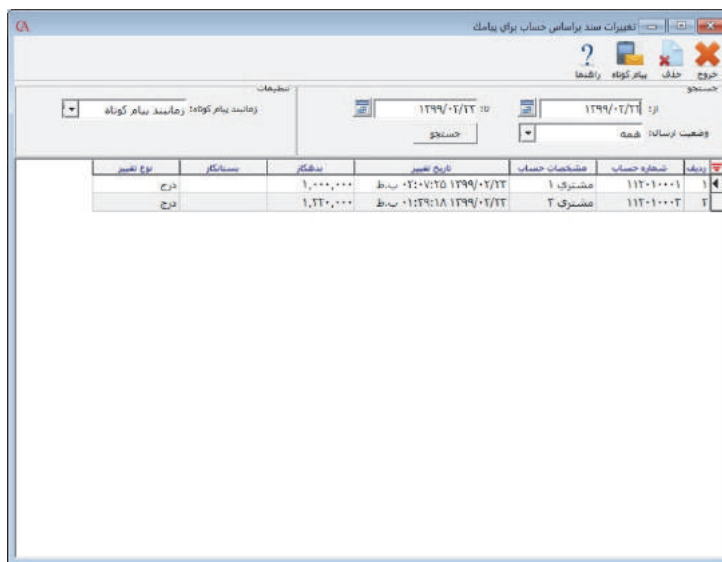 تغییرات سند براساس حساب برای پیامک
CA
خروج
حذف
پیام کوتاه
راهنما
جستجو
از: ۱۳۹۹/۰۲/۲۲
تا: ۱۳۹۹/۰۲/۲۳
وضعیت ارسال: همه
جستجو
تنظیمات
زمانبند پیام کوتاه: زمانبند پیام کوتاه
ردیف شماره حساب مشخصات حساب تاریخ تغییر بدهکار بستانکار نوع تغییر
۱ ۱۱۲۰۱۰۰۰۱ مشتری ۱ ۱۳۹۹/۰۲/۲۳ ۰۲:۰۷:۲۵ ب.ظ ۱,۰۰۰,۰۰۰ درج
۲ ۱۱۲۰۱۰۰۰۲ مشتری ۲ ۱۳۹۹/۰۲/۲۲ ۰۱:۲۹:۱۸ ب.ظ ۱,۲۲۰,۰۰۰ درج